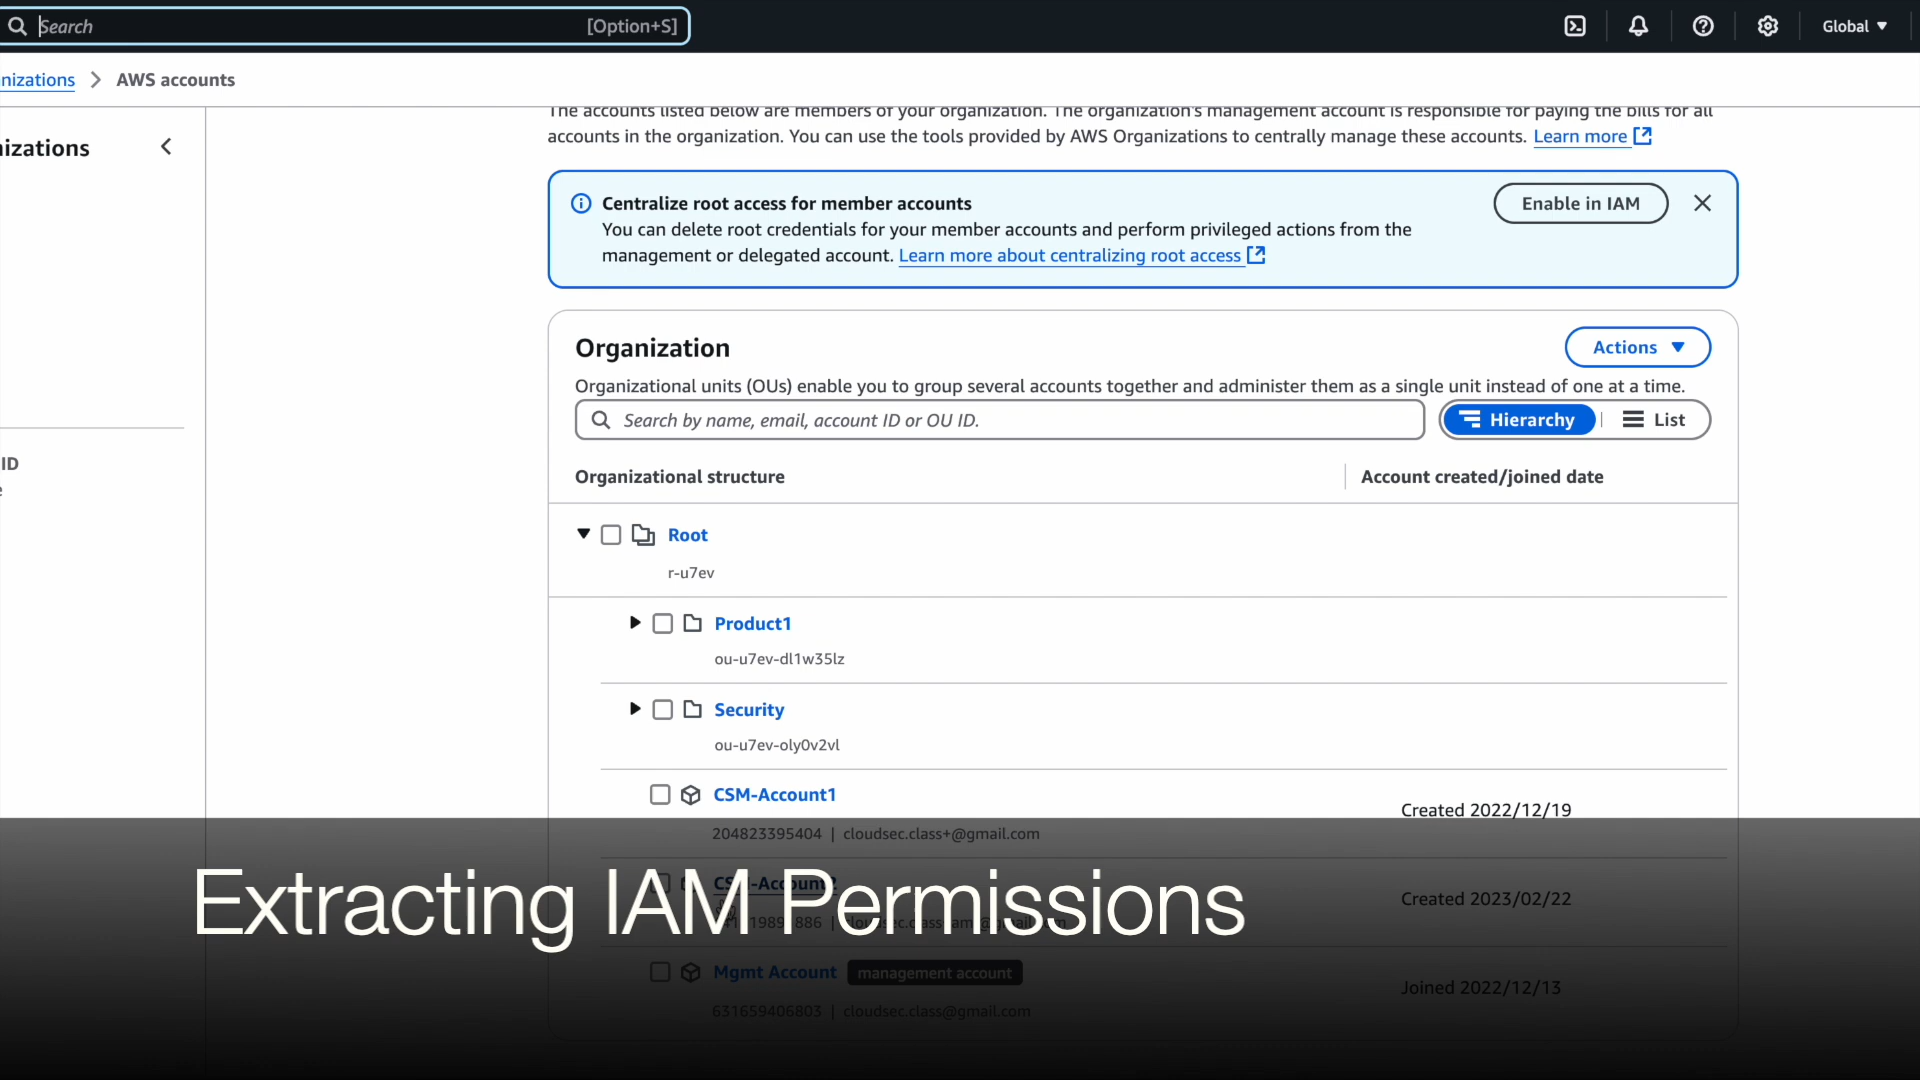 Search [Option+S] Global
nizations > AWS accounts
The accounts listed below are members of your organization. The organization's management account is responsible for paying the bills for all
accounts in the organization. You can use the tools provided by AWS Organizations to centrally manage these accounts. Learn more
nizations
Centralize root access for member accounts
Enable in IAM
You can delete root credentials for your member accounts and perform privileged actions from the
management or delegated account. Learn more about centralizing root access
Organization
Actions
Organizational units (OUs) enable you to group several accounts together and administer them as a single unit instead of one at a time.
Search by name, email, account ID or OU ID.
Hierarchy List
ID
Organizational structure Account created/joined date
Root
r-u7ev
Product1
ou-u7ev-dl1w35lz
Security
ou-u7ev-oly0v2vl
CSM-Account1
Created 2022/12/19
204823395404 | cloudsec.class+@gmail.com
CSM-Account2
Created 2023/02/22
Extracting IAM Permissions
Mgmt Account management account
Joined 2022/12/13
631659406803 | cloudsec.class@gmail.com